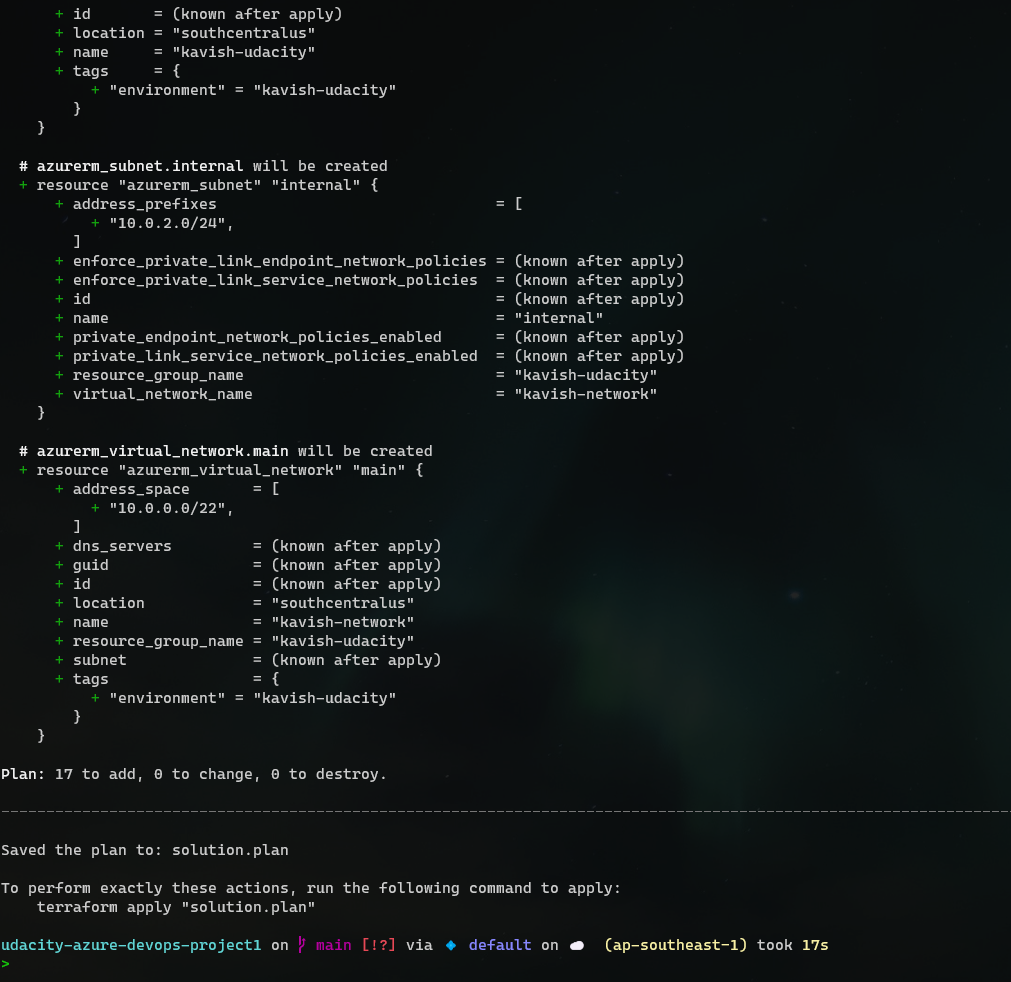 + id       = (known after apply)
+ location = "southcentralus"
+ name     = "kavish-udacity"
+ tags     = {
+ "environment" = "kavish-udacity"
}
}
# azurerm_subnet.internal will be created
+ resource "azurerm_subnet" "internal" {
+ address_prefixes                               = [
+ "10.0.2.0/24",
]
+ enforce_private_link_endpoint_network_policies = (known after apply)
+ enforce_private_link_service_network_policies  = (known after apply)
+ id                                             = (known after apply)
+ name                                           = "internal"
+ private_endpoint_network_policies_enabled      = (known after apply)
+ private_link_service_network_policies_enabled  = (known after apply)
+ resource_group_name                            = "kavish-udacity"
+ virtual_network_name                           = "kavish-network"
}
# azurerm_virtual_network.main will be created
+ resource "azurerm_virtual_network" "main" {
+ address_space       = [
+ "10.0.0.0/22",
]
+ dns_servers         = (known after apply)
+ guid                = (known after apply)
+ id                  = (known after apply)
+ location            = "southcentralus"
+ name                = "kavish-network"
+ resource_group_name = "kavish-udacity"
+ subnet              = (known after apply)
+ tags                = {
+ "environment" = "kavish-udacity"
}
}
Plan: 17 to add, 0 to change, 0 to destroy.
Saved the plan to: solution.plan
To perform exactly these actions, run the following command to apply:
terraform apply "solution.plan"
udacity-azure-devops-project1 on main [!?] via default on (ap-southeast-1) took 17s
>